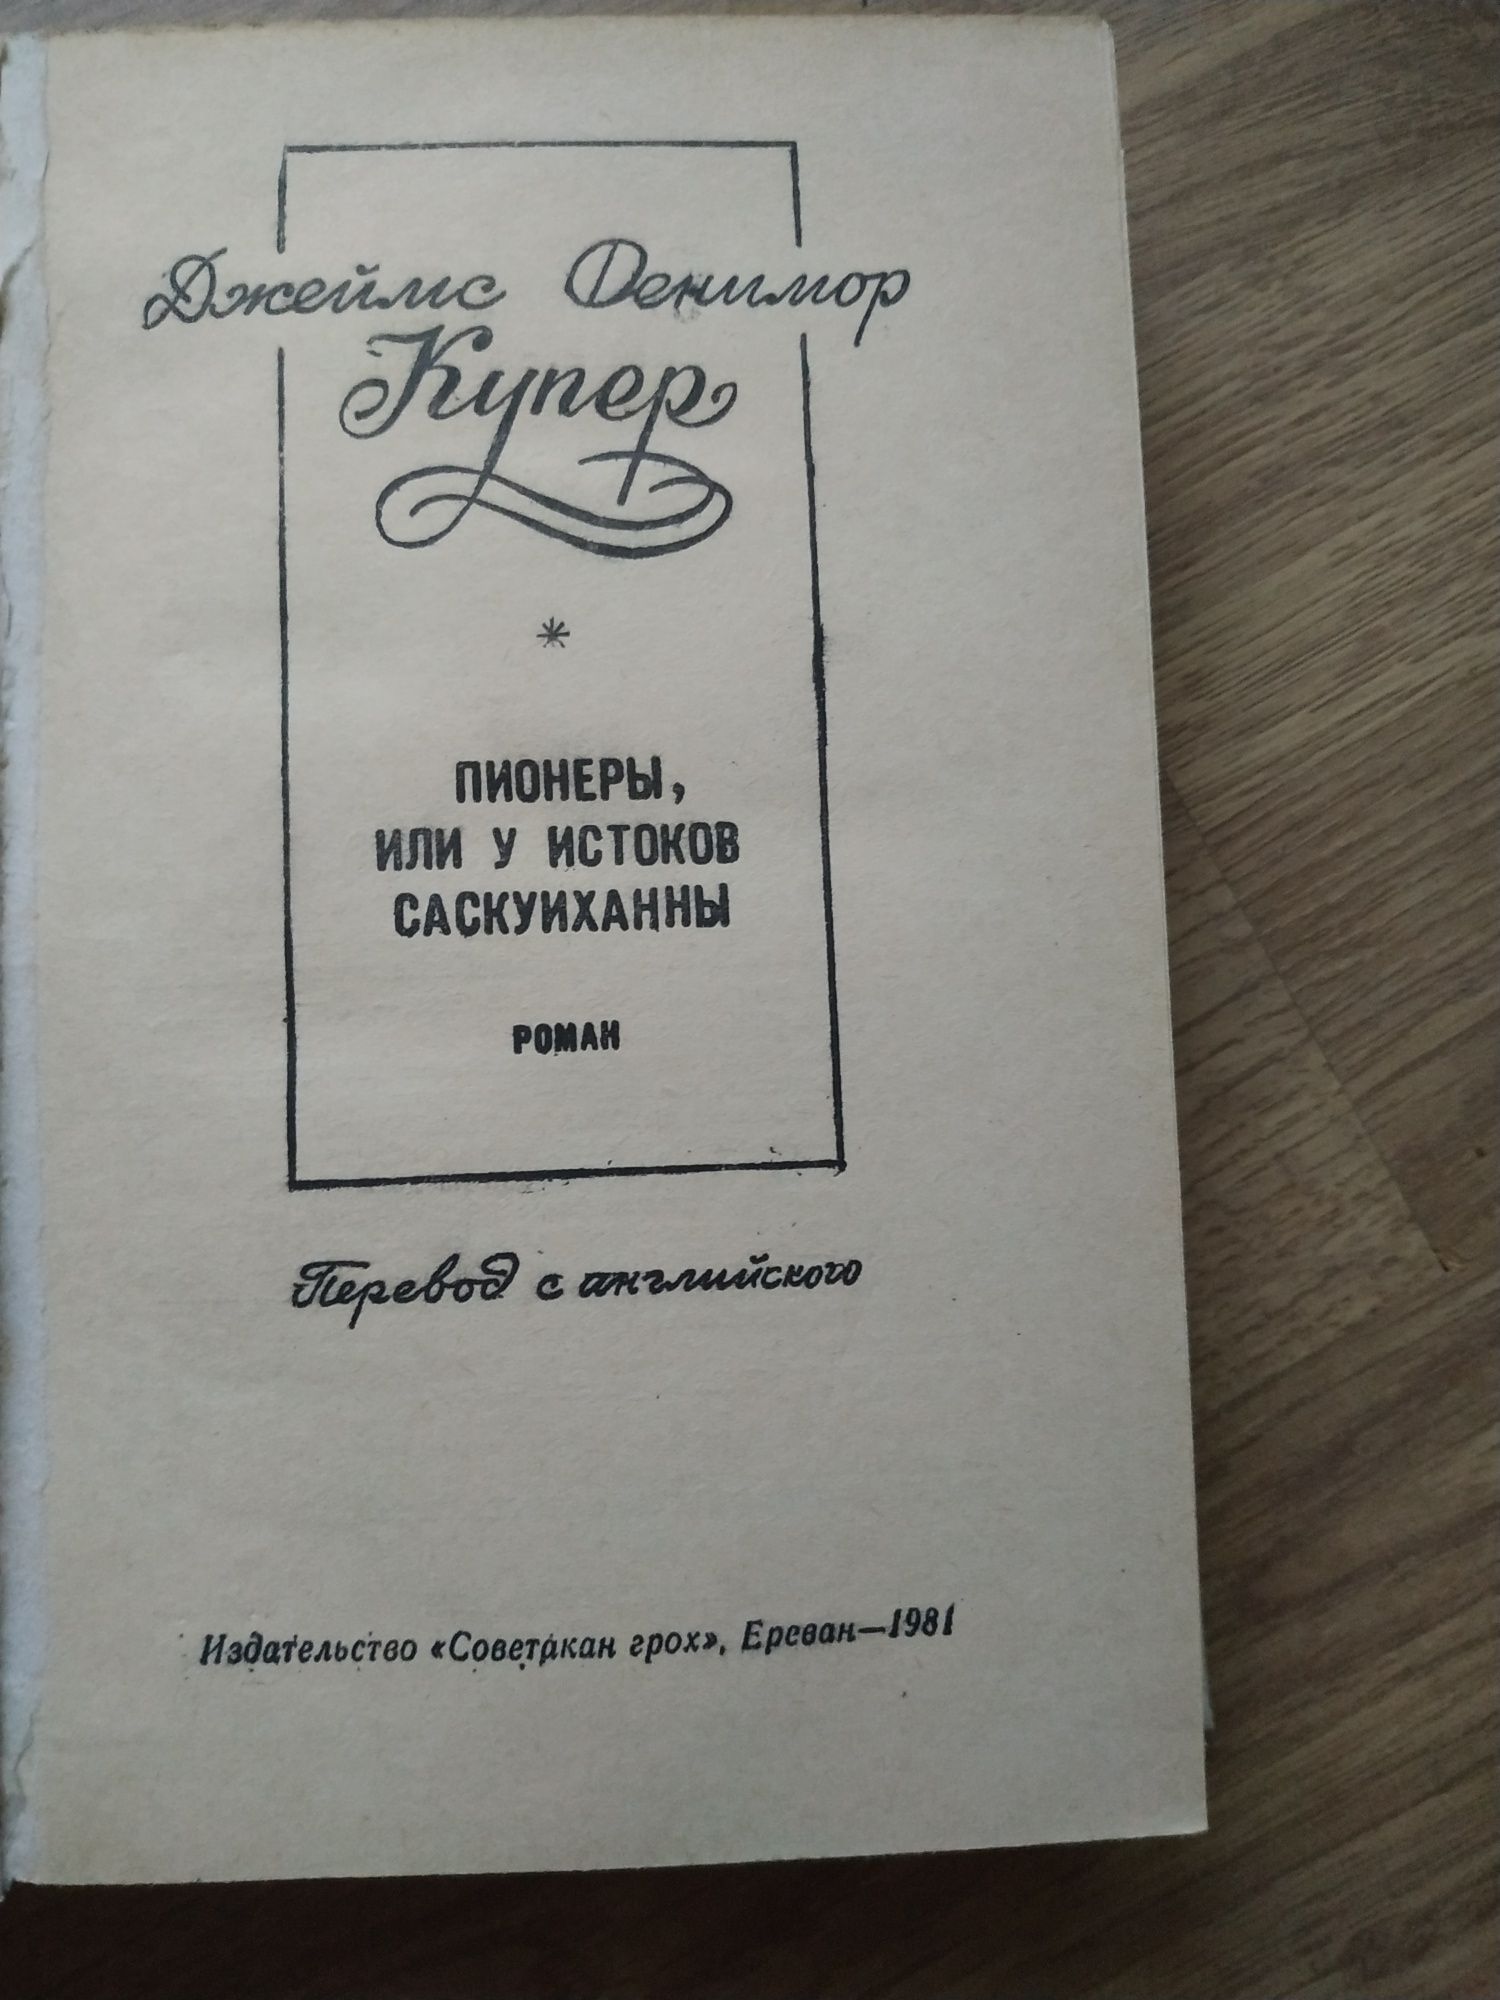 Джеймс Фенимор
Купер
*
ПИОНЕРЫ,
ИЛИ У ИСТОКОВ
САСКУИХАННЫ
РОМАН
Перевод с английского
Издательство «Советакан грох», Ереван—1981